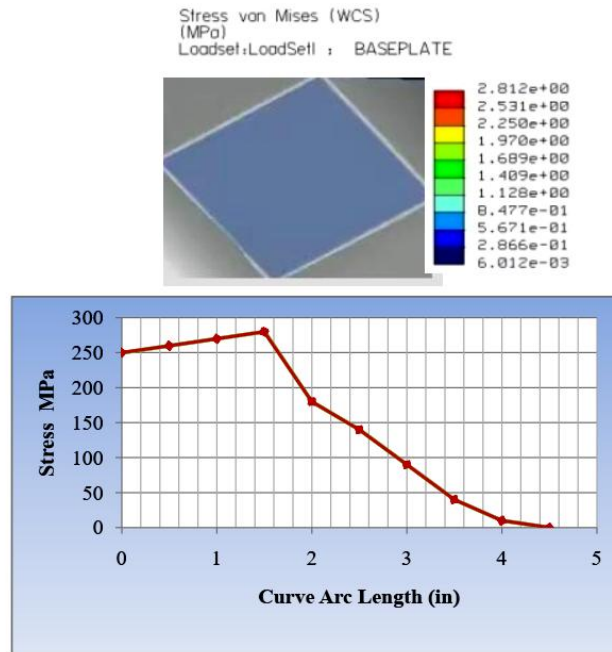 Stress von Mises (WCS)
(MPa)
Loadset:LoadSetl : BASEPLATE
2.812e+00
2.531e+00
2.250e+00
1.970e+00
1.689e+00
1.409e+00
1.128e+00
8.477e-01
5.671e-01
2.866e-01
6.012e-03
300
250
200
150
100
50
0
Stress MPa
0 1 2 3 4 5
Curve Arc Length (in)